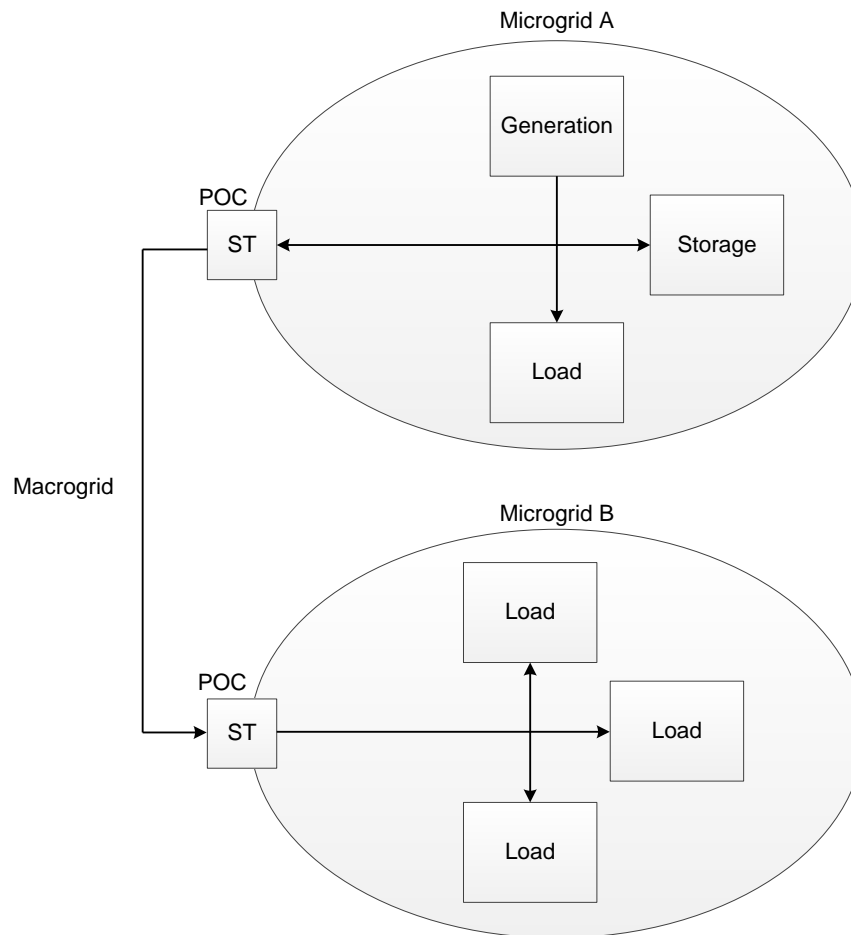 Microgrid A
Generation
POC
ST
Storage
Load
Macrogrid
Microgrid B
Load
POC
ST
Load
Load